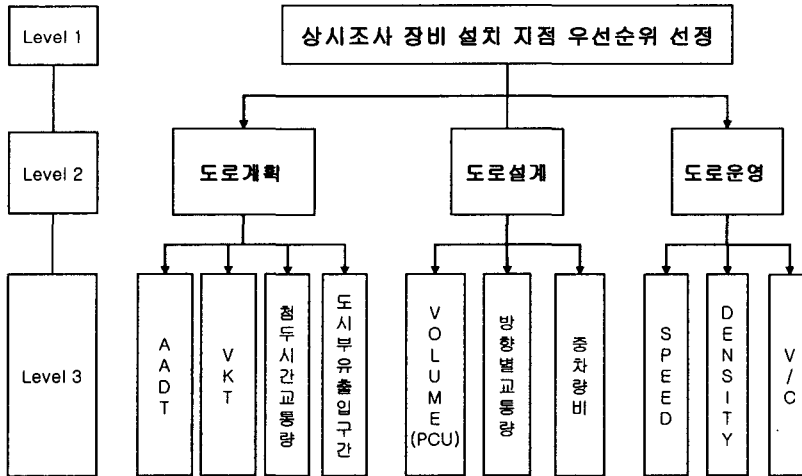 Level 1
상시조사 장비 설치 지점 우선순위 선정
Level 2
도로계획
도로설계
도로운영
Level 3
AADT
VKT
첨두시간교통량
도시부유출입구간
VOLUME
(PCU)
방향별교통량
중차량비
SPEED
DENSITY
V/C